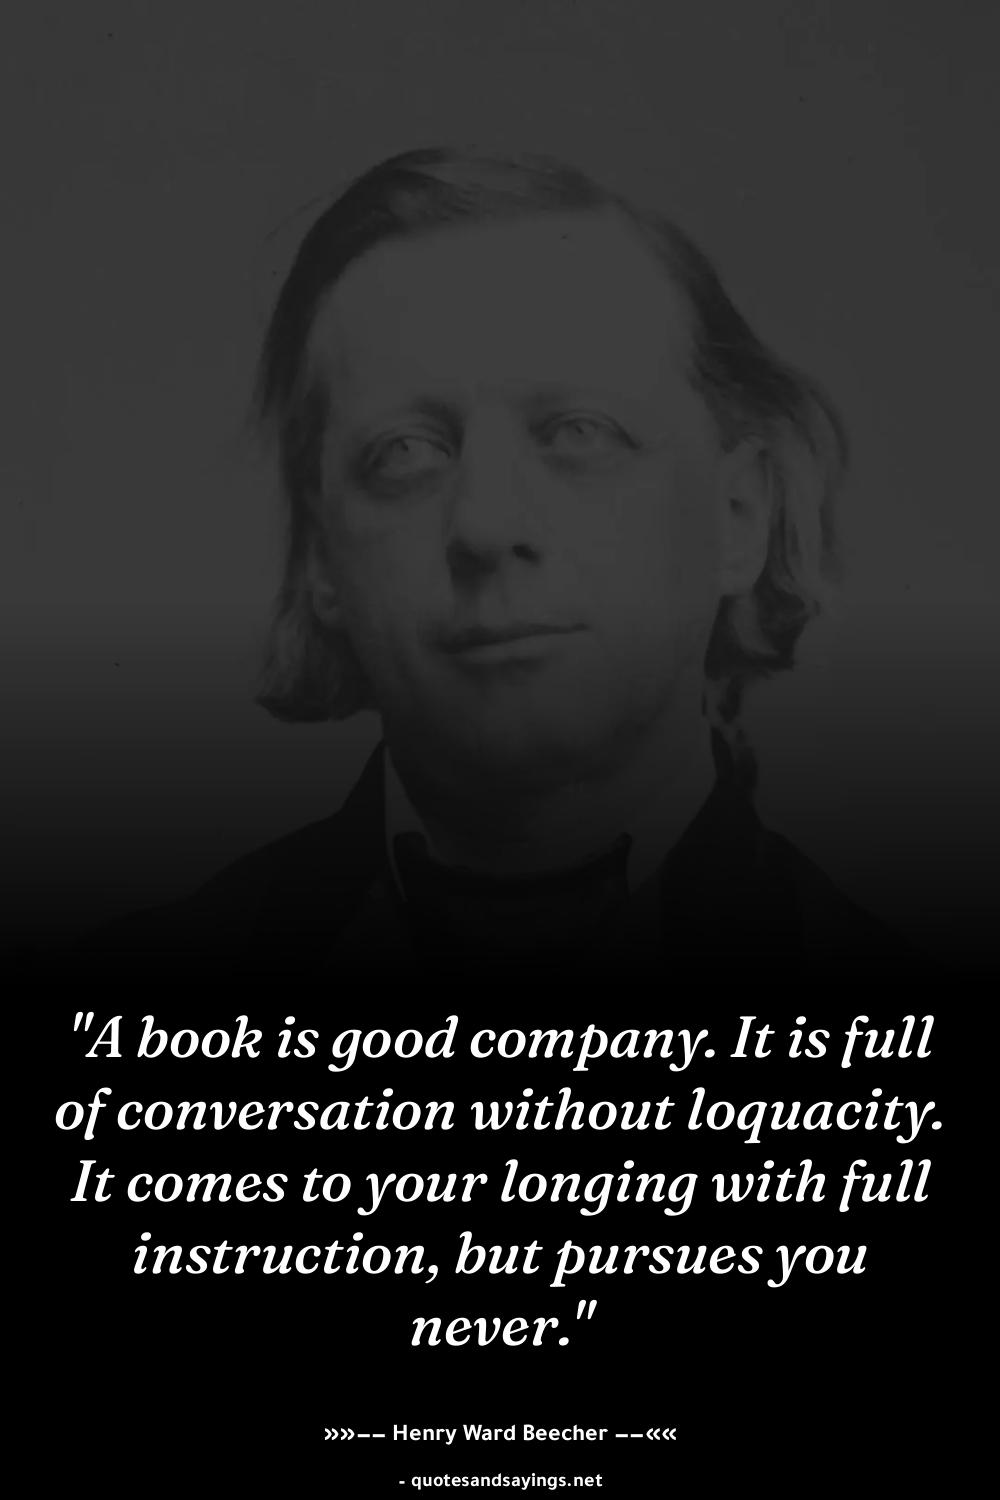 "A book is good company. It is full
of conversation without loquacity.
It comes to your longing with full
instruction, but pursues you
never."
»»−− Henry Ward Beecher −−««
- quotesandsayings.net